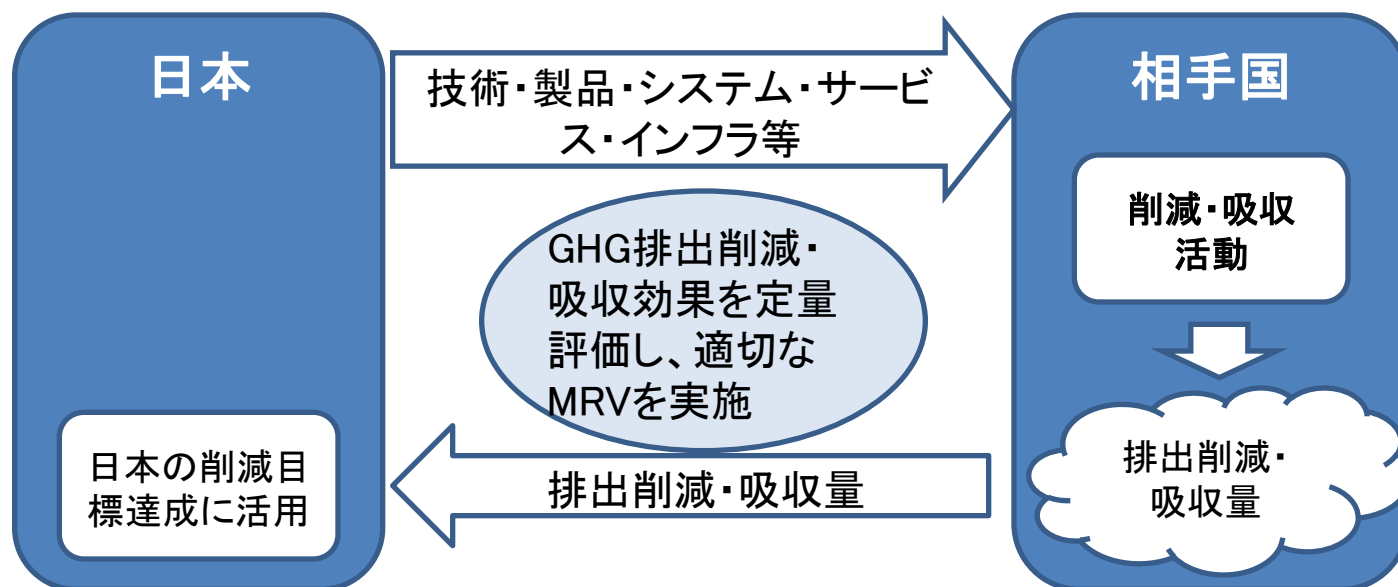 日本
技術・製品・システム・サービ
ス・インフラ等
相手国
削減・吸収
活動
GHG排出削減・
吸収効果を定量
評価し、適切な
MRVを実施
日本の削減目
標達成に活用
排出削減・吸収量
排出削減・
吸収量